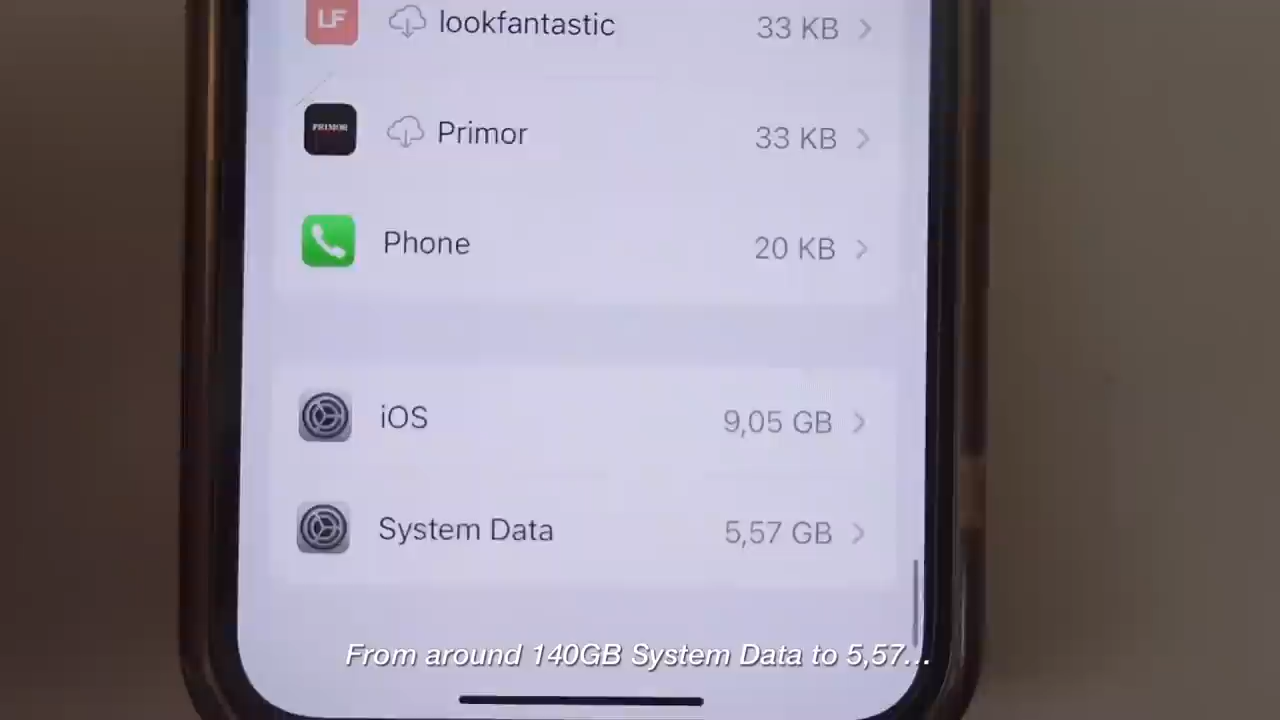 LF lookfantastic 33 KB
PRIMOR Primor 33 KB
Phone 20 KB
iOS 9,05 GB
System Data 5,57 GB
From around 140GB System Data to 5,57...